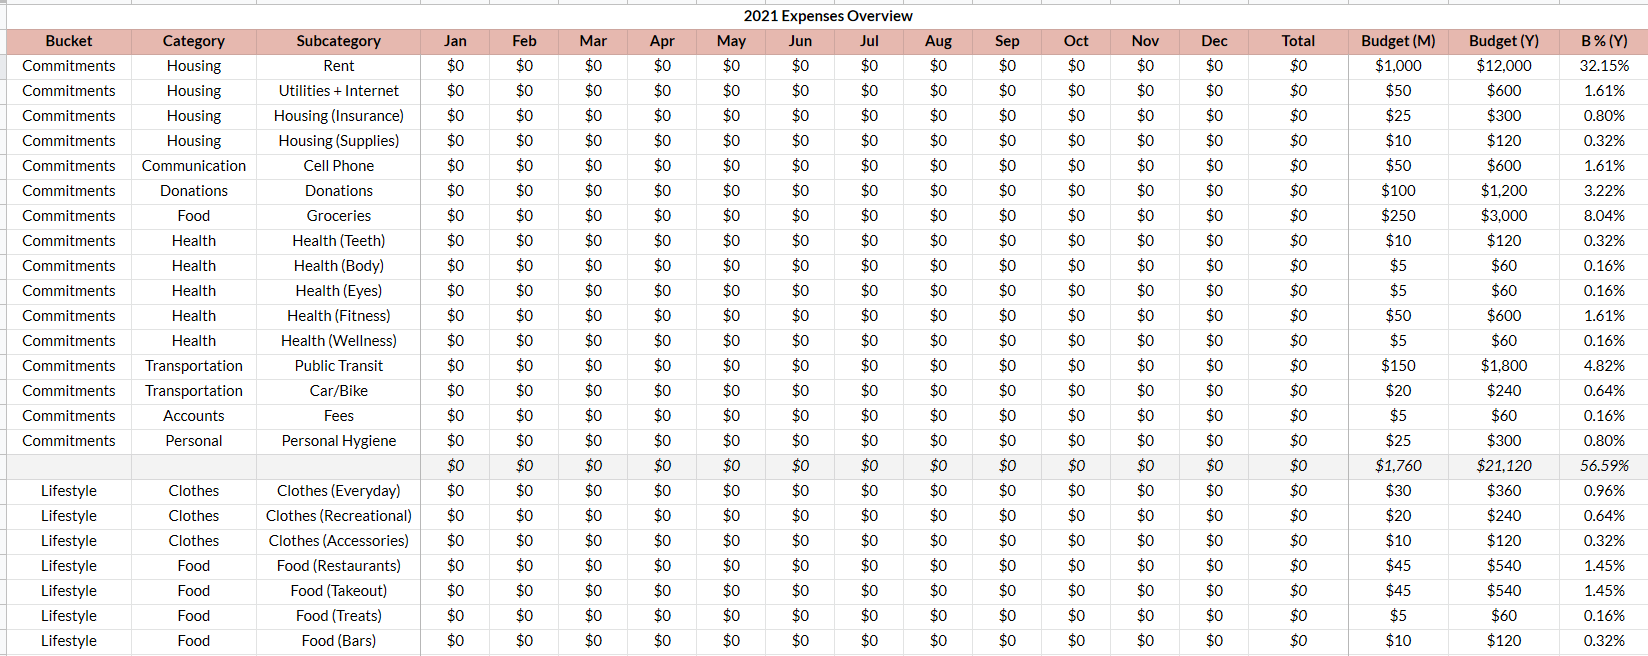 2021 Expenses Overview
Bucket Category Subcategory Jan Feb Mar Apr May Jun Jul Aug Sep Oct Nov Dec Total Budget (M) Budget (Y) B % (Y)
Commitments Housing Rent $0 $0 $0 $0 $0 $0 $0 $0 $0 $0 $0 $0 $0 $1,000 $12,000 32.15%
Commitments Housing Utilities + Internet $0 $0 $0 $0 $0 $0 $0 $0 $0 $0 $0 $0 $0 $50 $600 1.61%
Commitments Housing Housing (Insurance) $0 $0 $0 $0 $0 $0 $0 $0 $0 $0 $0 $0 $0 $25 $300 0.80%
Commitments Housing Housing (Supplies) $0 $0 $0 $0 $0 $0 $0 $0 $0 $0 $0 $0 $0 $10 $120 0.32%
Commitments Communication Cell Phone $0 $0 $0 $0 $0 $0 $0 $0 $0 $0 $0 $0 $0 $50 $600 1.61%
Commitments Donations Donations $0 $0 $0 $0 $0 $0 $0 $0 $0 $0 $0 $0 $0 $100 $1,200 3.22%
Commitments Food Groceries $0 $0 $0 $0 $0 $0 $0 $0 $0 $0 $0 $0 $0 $250 $3,000 8.04%
Commitments Health Health (Teeth) $0 $0 $0 $0 $0 $0 $0 $0 $0 $0 $0 $0 $0 $10 $120 0.32%
Commitments Health Health (Body) $0 $0 $0 $0 $0 $0 $0 $0 $0 $0 $0 $0 $0 $5 $60 0.16%
Commitments Health Health (Eyes) $0 $0 $0 $0 $0 $0 $0 $0 $0 $0 $0 $0 $0 $5 $60 0.16%
Commitments Health Health (Fitness) $0 $0 $0 $0 $0 $0 $0 $0 $0 $0 $0 $0 $0 $50 $600 1.61%
Commitments Health Health (Wellness) $0 $0 $0 $0 $0 $0 $0 $0 $0 $0 $0 $0 $0 $5 $60 0.16%
Commitments Transportation Public Transit $0 $0 $0 $0 $0 $0 $0 $0 $0 $0 $0 $0 $0 $150 $1,800 4.82%
Commitments Transportation Car/Bike $0 $0 $0 $0 $0 $0 $0 $0 $0 $0 $0 $0 $0 $20 $240 0.64%
Commitments Accounts Fees $0 $0 $0 $0 $0 $0 $0 $0 $0 $0 $0 $0 $0 $5 $60 0.16%
Commitments Personal Personal Hygiene $0 $0 $0 $0 $0 $0 $0 $0 $0 $0 $0 $0 $0 $25 $300 0.80%
$0 $0 $0 $0 $0 $0 $0 $0 $0 $0 $0 $0 $0 $1,760 $21,120 56.59%
Lifestyle Clothes Clothes (Everyday) $0 $0 $0 $0 $0 $0 $0 $0 $0 $0 $0 $0 $0 $30 $360 0.96%
Lifestyle Clothes Clothes (Recreational) $0 $0 $0 $0 $0 $0 $0 $0 $0 $0 $0 $0 $0 $20 $240 0.64%
Lifestyle Clothes Clothes (Accessories) $0 $0 $0 $0 $0 $0 $0 $0 $0 $0 $0 $0 $0 $10 $120 0.32%
Lifestyle Food Food (Restaurants) $0 $0 $0 $0 $0 $0 $0 $0 $0 $0 $0 $0 $0 $45 $540 1.45%
Lifestyle Food Food (Takeout) $0 $0 $0 $0 $0 $0 $0 $0 $0 $0 $0 $0 $0 $45 $540 1.45%
Lifestyle Food Food (Treats) $0 $0 $0 $0 $0 $0 $0 $0 $0 $0 $0 $0 $0 $5 $60 0.16%
Lifestyle Food Food (Bars) $0 $0 $0 $0 $0 $0 $0 $0 $0 $0 $0 $0 $0 $10 $120 0.32%